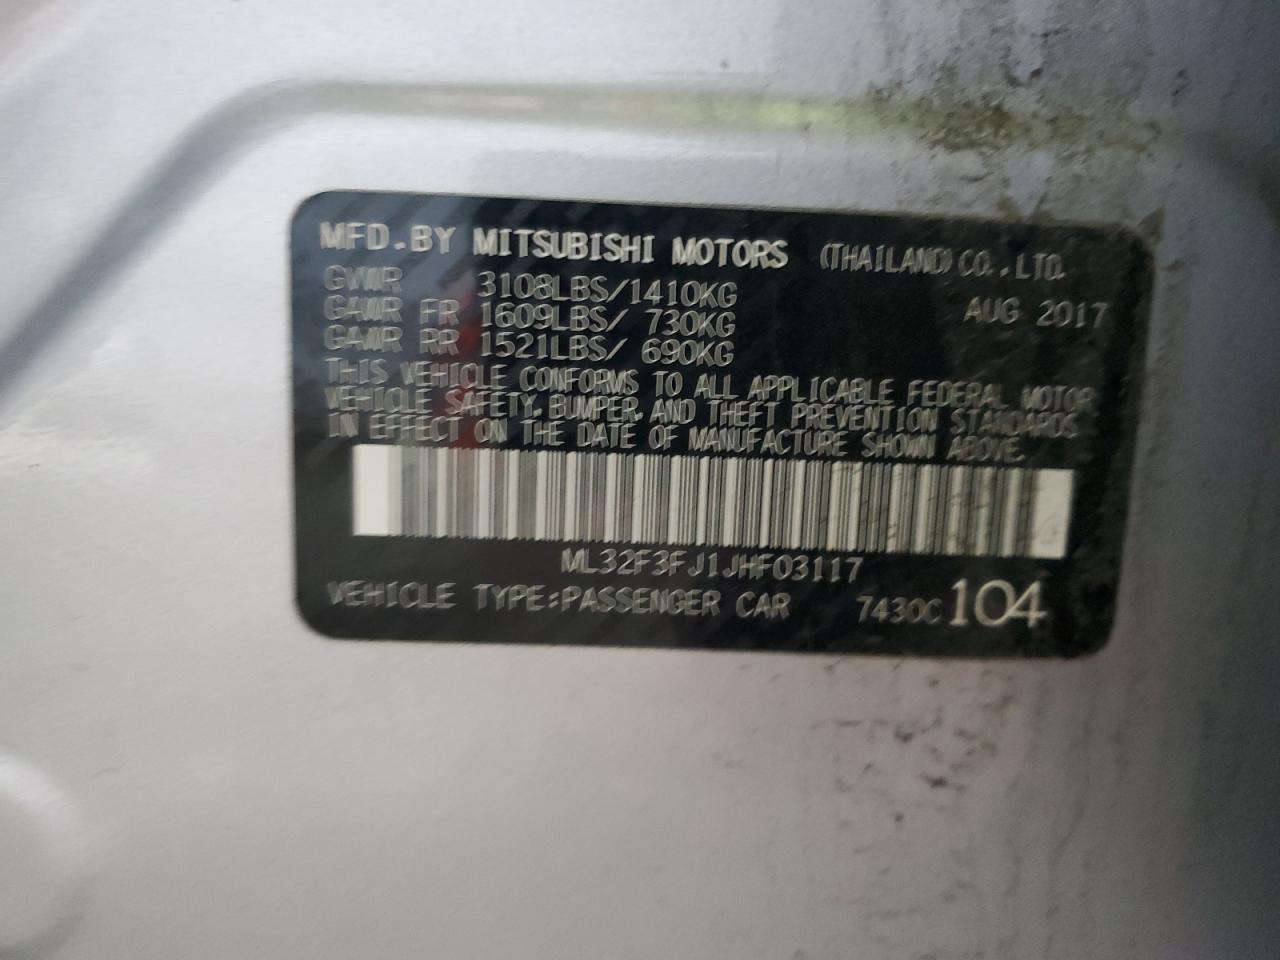 MFD.BY MITSUBISHI MOTORS (THAILAND)CO.,LTD.
GVWR 3108LBS/1410KG AUG 2017
GAWR FR 1609LBS/ 730KG
GAWR RR 1521LBS/ 690KG
THIS VEHICLE CONFORMS TO ALL APPLICABLE FEDERAL MOTOR
VEHICLE SAFETY, BUMPER, AND THEFT PREVENTION STANDARDS
IN EFFECT ON THE DATE OF MANUFACTURE SHOWN ABOVE.
ML32F3FJ1JHF03117
VEHICLE TYPE:PASSENGER CAR 7430C104